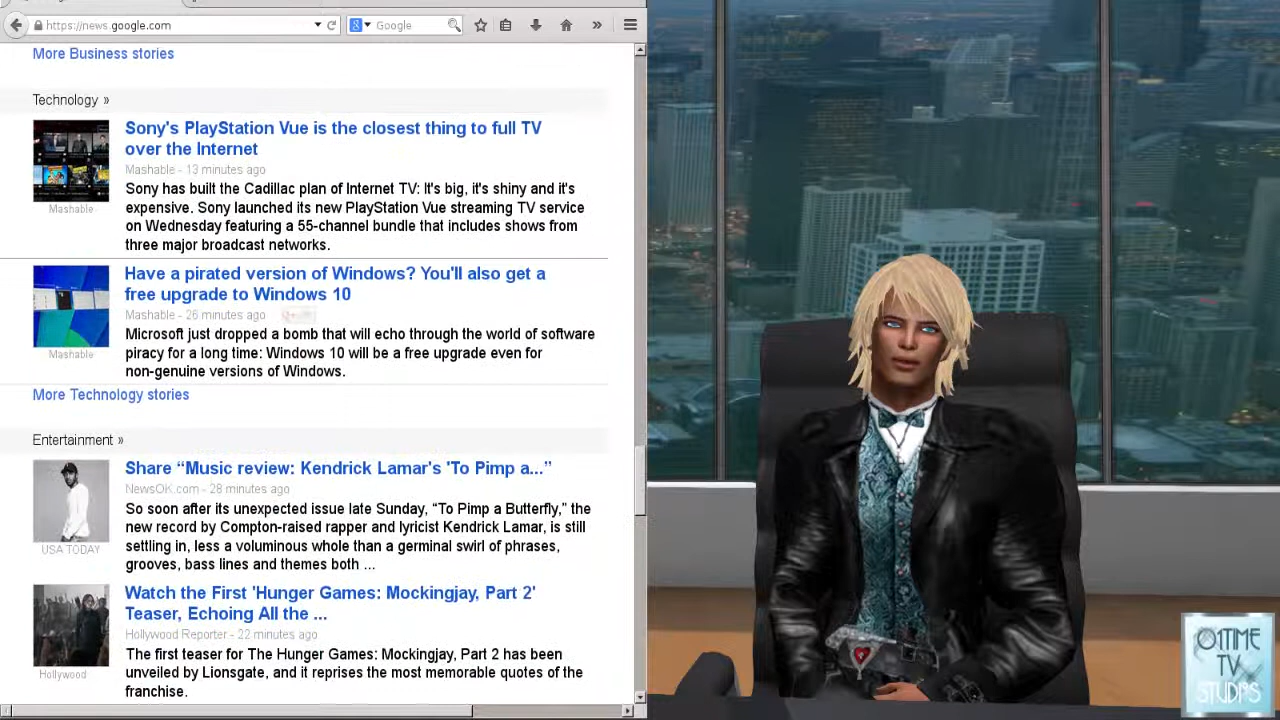 https://news.google.com
Google
More Business stories
Technology »
Sony's PlayStation Vue is the closest thing to full TV
over the Internet
Mashable - 13 minutes ago
Mashable
Sony has built the Cadillac plan of Internet TV: It's big, it's shiny and it's
expensive. Sony launched its new PlayStation Vue streaming TV service
on Wednesday featuring a 55-channel bundle that includes shows from
three major broadcast networks.
Have a pirated version of Windows? You'll also get a
free upgrade to Windows 10
Mashable - 26 minutes ago
Mashable
Microsoft just dropped a bomb that will echo through the world of software
piracy for a long time: Windows 10 will be a free upgrade even for
non-genuine versions of Windows.
More Technology stories
Entertainment »
Share “Music review: Kendrick Lamar's 'To Pimp a...”
NewsOK.com - 28 minutes ago
So soon after its unexpected issue late Sunday, “To Pimp a Butterfly,” the
new record by Compton-raised rapper and lyricist Kendrick Lamar, is still
settling in, less a voluminous whole than a germinal swirl of phrases,
grooves, bass lines and themes both ...
USA TODAY
Watch the First 'Hunger Games: Mockingjay, Part 2'
Teaser, Echoing All the ...
Hollywood Reporter - 22 minutes ago
The first teaser for The Hunger Games: Mockingjay, Part 2 has been
unveiled by Lionsgate, and it reprises the most memorable quotes of the
franchise.
Hollywood
TIME
TV
STUDIOS